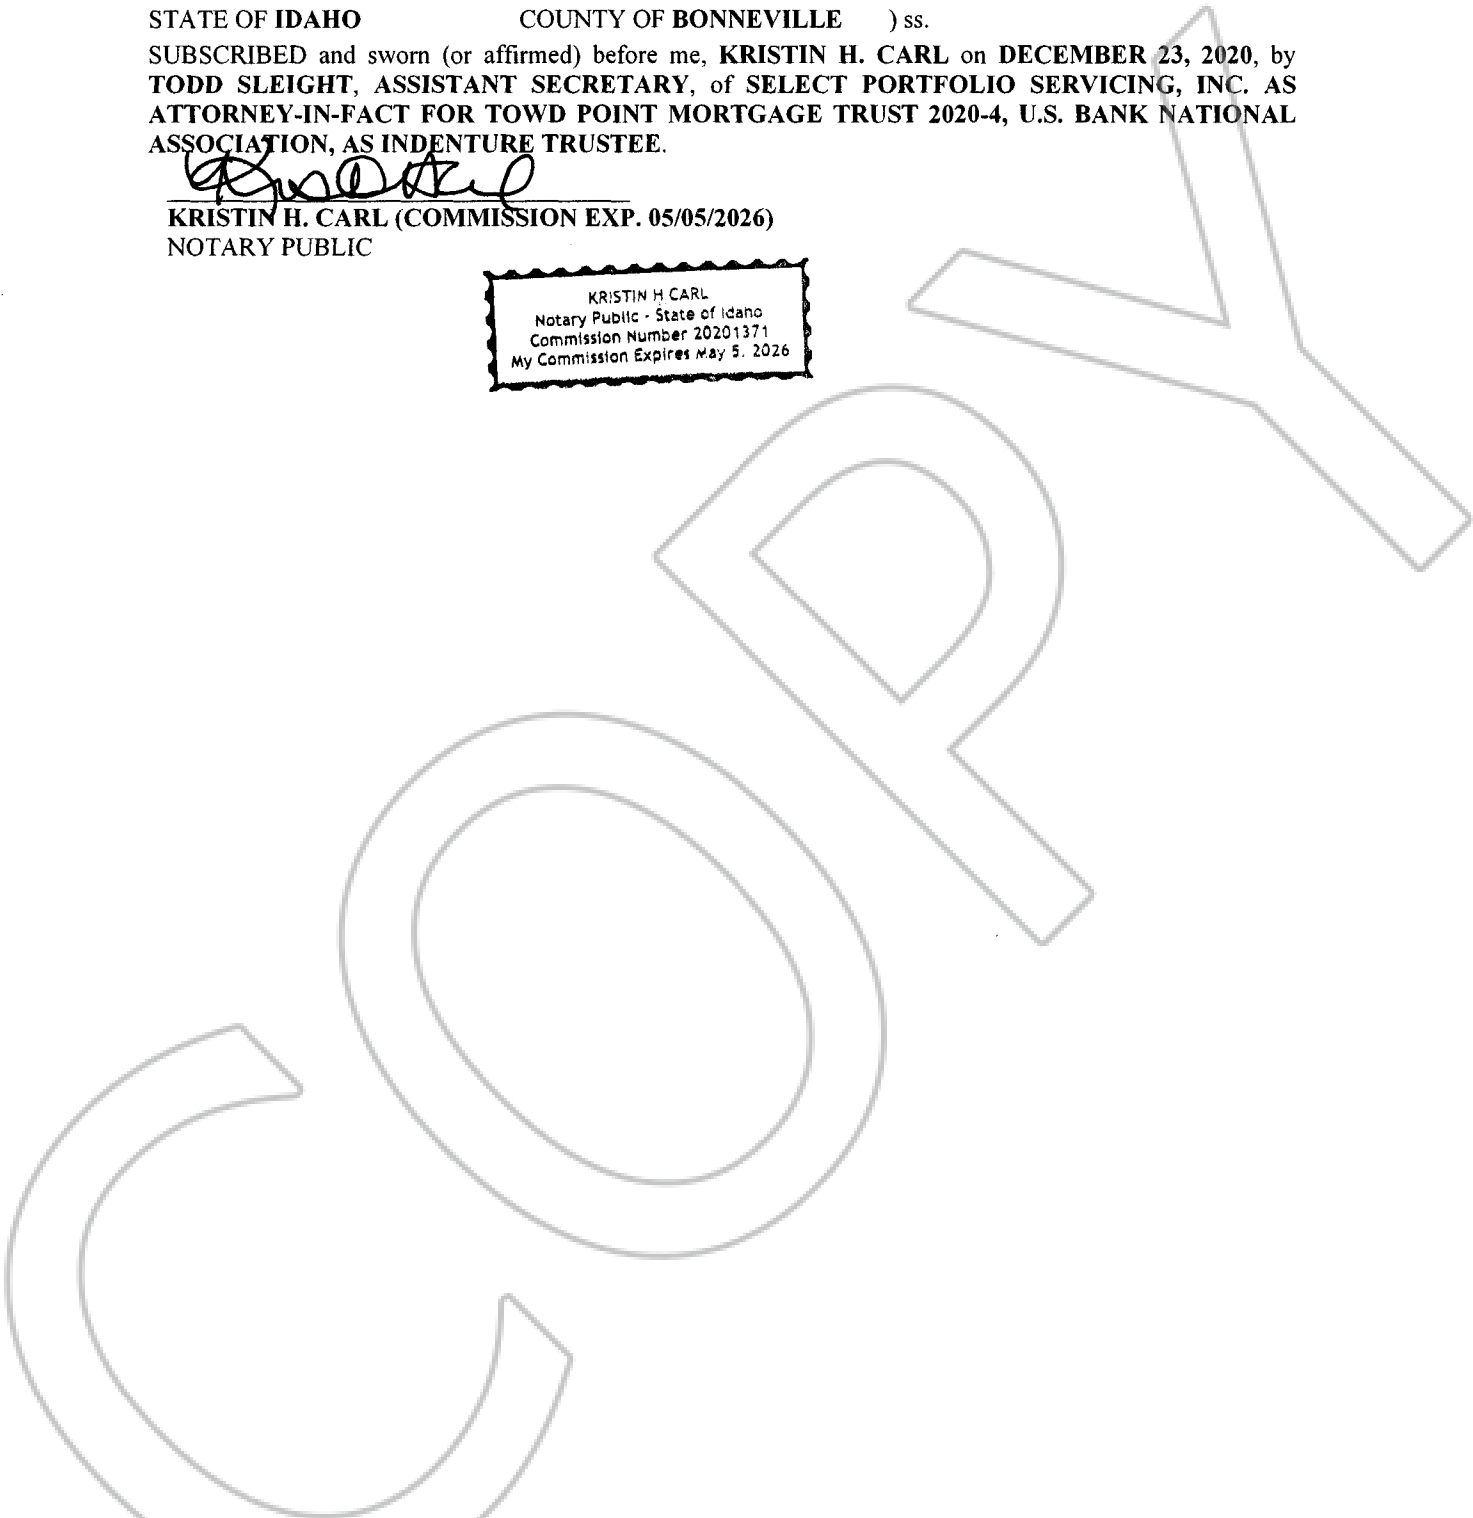 STATE OF IDAHO COUNTY OF BONNEVILLE ) ss.
SUBSCRIBED and sworn (or affirmed) before me, KRISTIN H. CARL on DECEMBER 23, 2020, by
TODD SLEIGHT, ASSISTANT SECRETARY, of SELECT PORTFOLIO SERVICING, INC. AS
ATTORNEY-IN-FACT FOR TOWD POINT MORTGAGE TRUST 2020-4, U.S. BANK NATIONAL
ASSOCIATION, AS INDENTURE TRUSTEE.
KRISTIN H. CARL (COMMISSION EXP. 05/05/2026)
NOTARY PUBLIC
KRISTIN H CARL
Notary Public - State of Idaho
Commission Number 20201371
My Commission Expires May 5, 2026
COPY